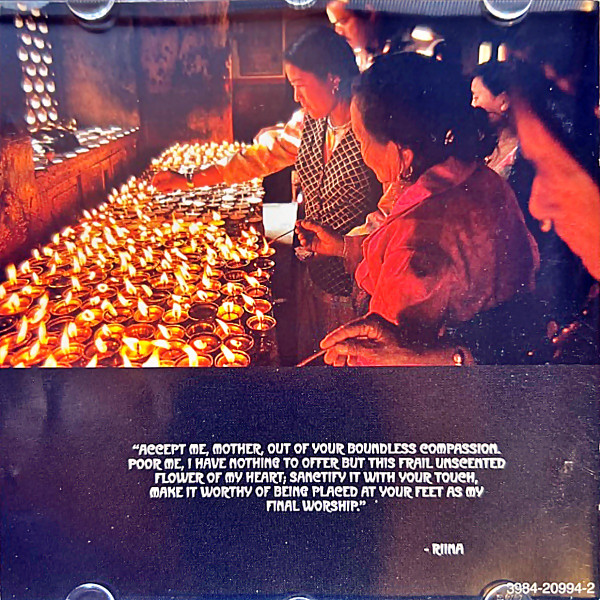 “ACCEPT ME, MOTHER, OUT OF YOUR BOUNDLESS COMPASSION.
POOR ME, I HAVE NOTHING TO OFFER BUT THIS FRAIL UNSCENTED
FLOWER OF MY HEART; SANCTIFY IT WITH YOUR TOUCH,
MAKE IT WORTHY OF BEING PLACED AT YOUR FEET AS MY
FINAL WORSHIP.”
- RIINA
3984-20994-2